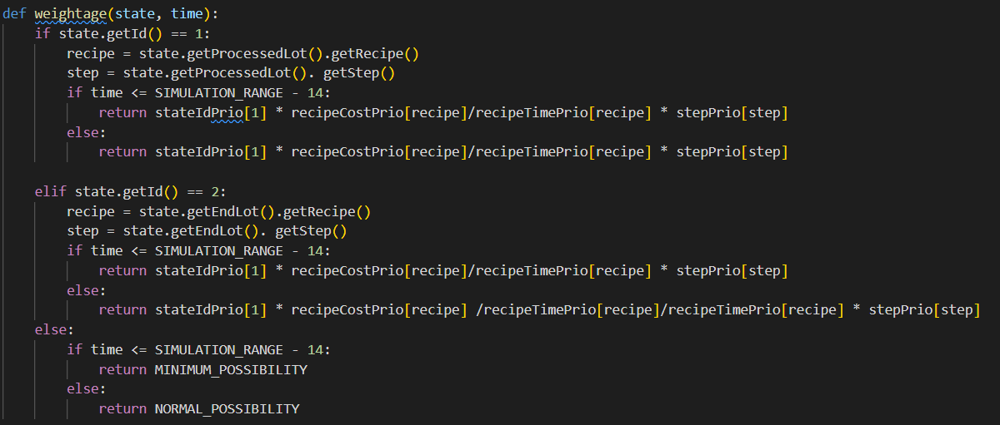 def weightage(state, time):
    if state.getId() == 1:
        recipe = state.getProcessedLot().getRecipe()
        step = state.getProcessedLot(). getStep()
        if time <= SIMULATION_RANGE - 14:
            return stateIdPrio[1] * recipeCostPrio[recipe]/recipeTimePrio[recipe] * stepPrio[step]
        else:
            return stateIdPrio[1] * recipeCostPrio[recipe]/recipeTimePrio[recipe] * stepPrio[step]

    elif state.getId() == 2:
        recipe = state.getEndLot().getRecipe()
        step = state.getEndLot(). getStep()
        if time <= SIMULATION_RANGE - 14:
            return stateIdPrio[1] * recipeCostPrio[recipe]/recipeTimePrio[recipe] * stepPrio[step]
        else:
            return stateIdPrio[1] * recipeCostPrio[recipe] /recipeTimePrio[recipe]/recipeTimePrio[recipe] * stepPrio[step]
    else:
        if time <= SIMULATION_RANGE - 14:
            return MINIMUM_POSSIBILITY
        else:
            return NORMAL_POSSIBILITY